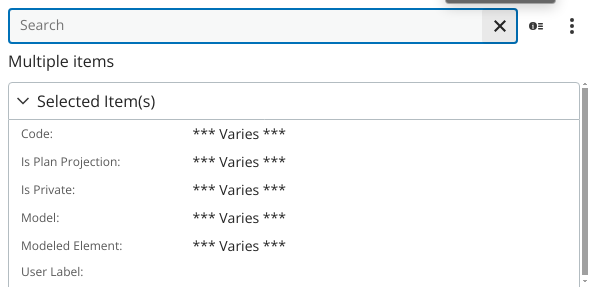 Search
Multiple items
Selected Item(s)
Code: *** Varies ***
Is Plan Projection: *** Varies ***
Is Private: *** Varies ***
Model: *** Varies ***
Modeled Element: *** Varies ***
User Label: